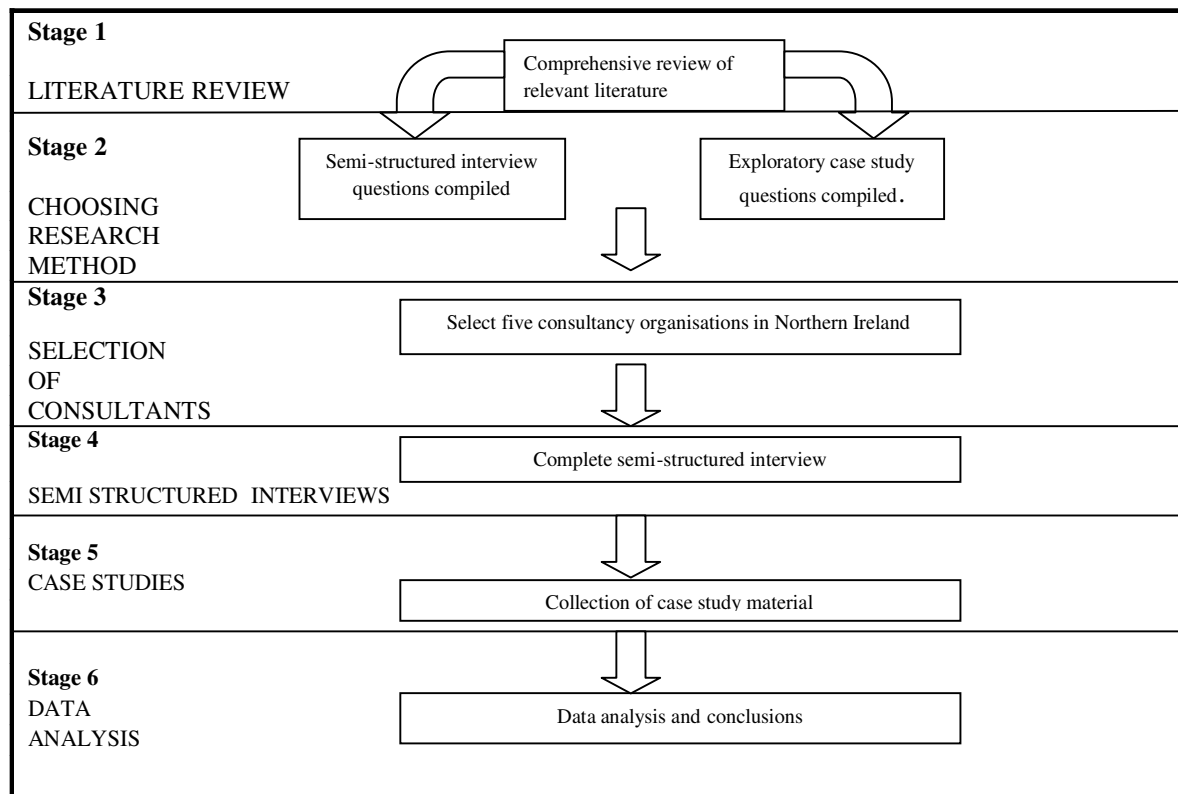 Stage 1
LITERATURE REVIEW
Comprehensive review of
relevant literature
Stage 2
CHOOSING
RESEARCH
METHOD
Semi-structured interview
questions compiled
Exploratory case study
questions compiled.
Stage 3
SELECTION
OF
CONSULTANTS
Select five consultancy organisations in Northern Ireland
Stage 4
SEMI STRUCTURED INTERVIEWS
Complete semi-structured interview
Stage 5
CASE STUDIES
Collection of case study material
Stage 6
DATA
ANALYSIS
Data analysis and conclusions